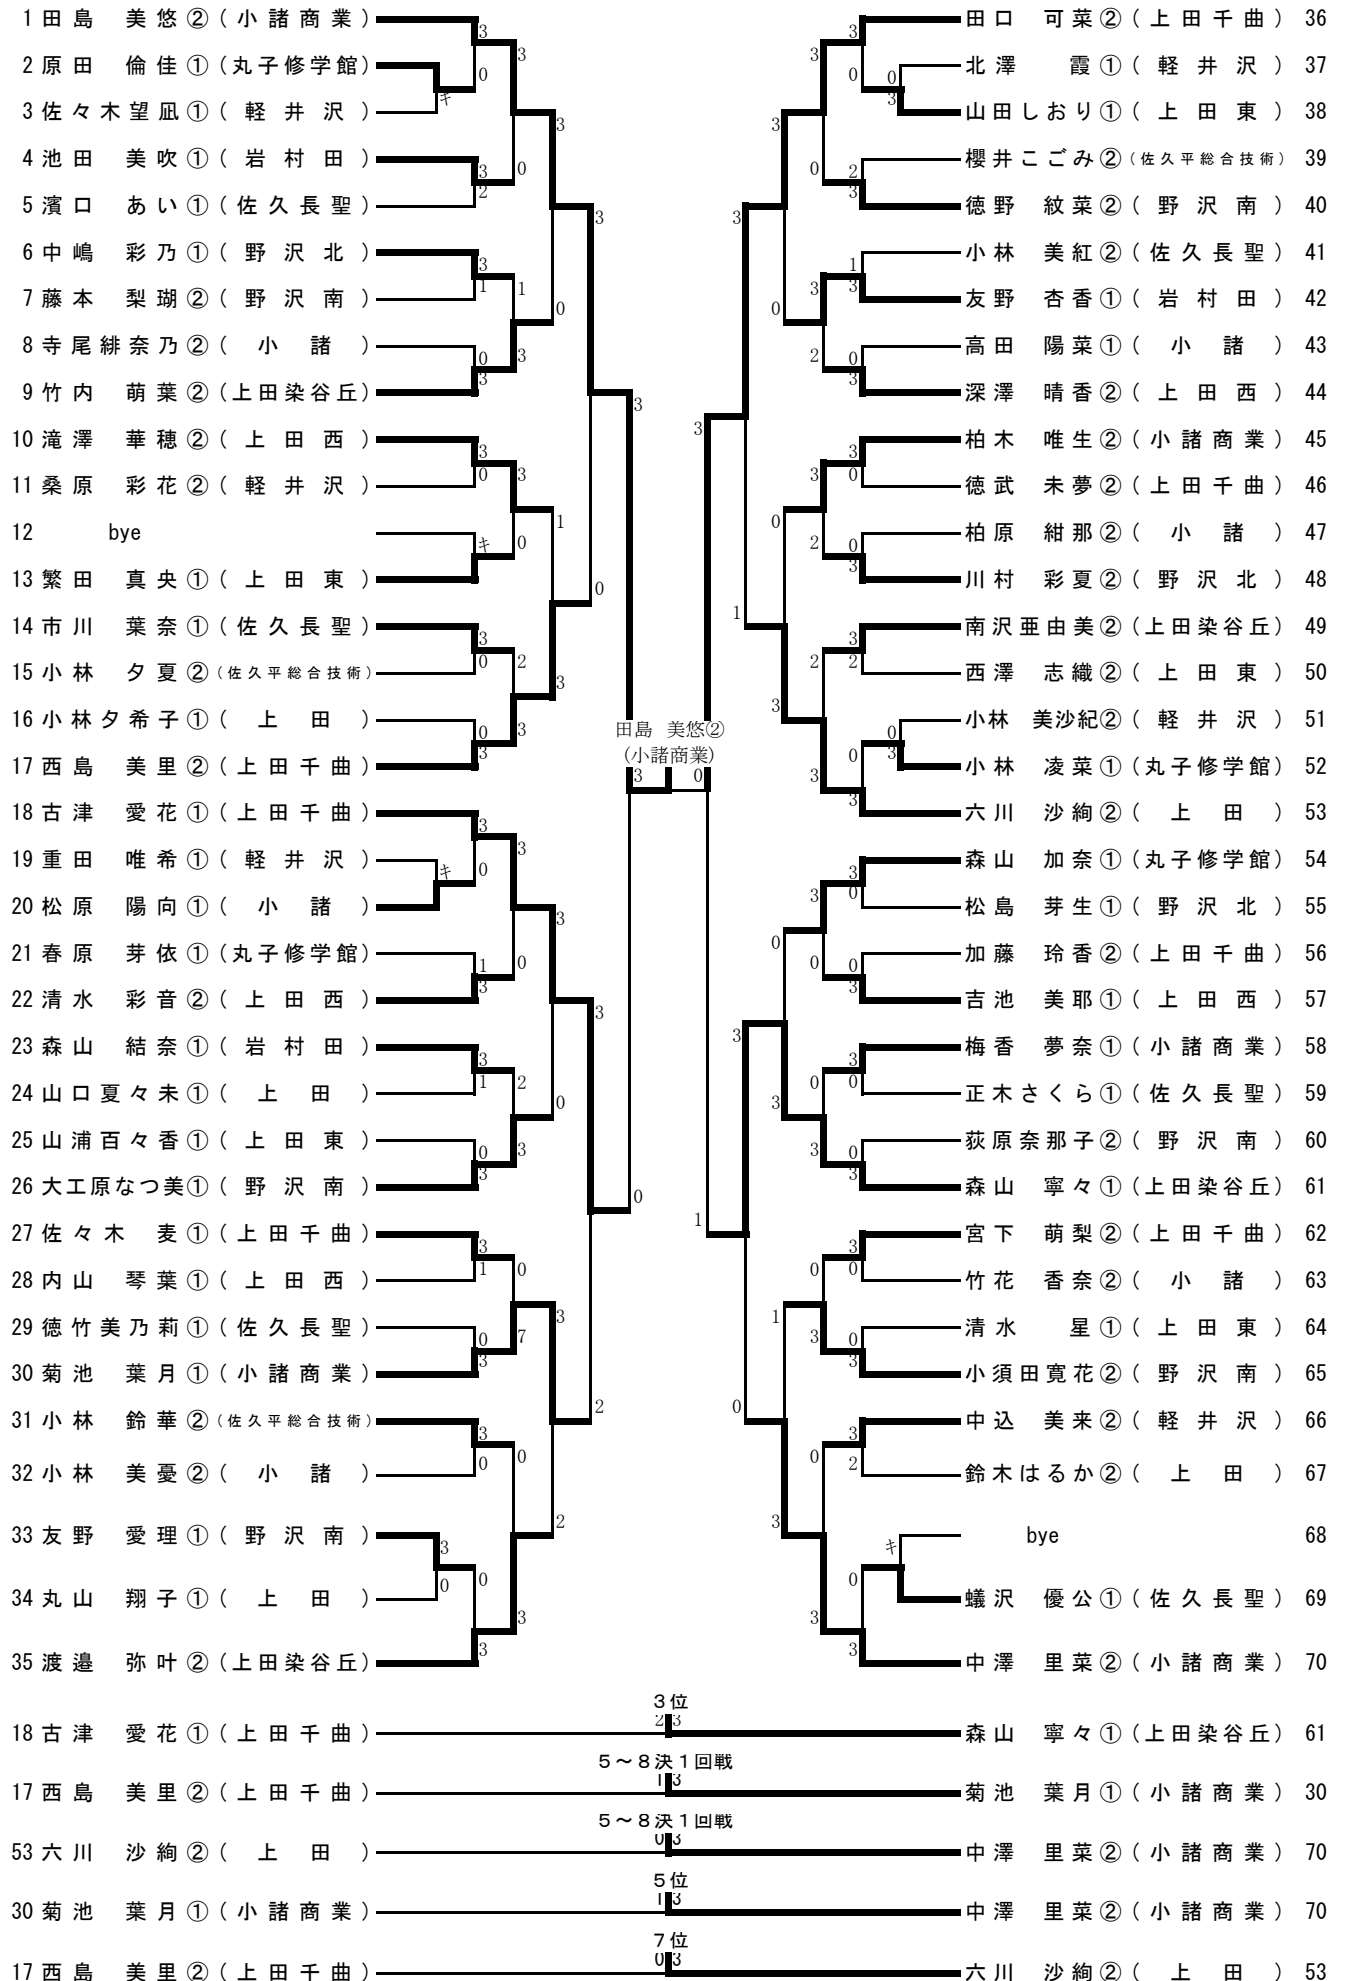 1 田島 美悠② (小諸商業)
2 原田 倫佳① (丸子修学館)
3 佐々木望凪① (軽井沢)
4 池田 美吹① (岩村田)
5 濱口 あい① (佐久長聖)
6 中嶋 彩乃① (野沢北)
7 藤本 梨瑚② (野沢南)
8 寺尾緋奈乃② (小諸)
9 竹内 萌葉② (上田染谷丘)
10 滝澤 華穂② (上田西)
11 桑原 彩花② (軽井沢)
12 bye
13 繁田 真央① (上田東)
14 市川 葉奈① (佐久長聖)
15 小林 夕夏② (佐久平総合技術)
16 小林夕希子① (上田)
17 西島 美里② (上田千曲)
18 古津 愛花① (上田千曲)
19 重田 唯希① (軽井沢)
20 松原 陽向① (小諸)
21 春原 芽依① (丸子修学館)
22 清水 彩音② (上田西)
23 森山 結奈① (岩村田)
24 山口夏々未① (上田)
25 山浦百々香① (上田東)
26 大工原なつ美① (野沢南)
27 佐々木 麦① (上田千曲)
28 内山 琴葉① (上田西)
29 徳竹美乃莉① (佐久長聖)
30 菊池 葉月① (小諸商業)
31 小林 鈴華② (佐久平総合技術)
32 小林 美憂② (小諸)
33 友野 愛理① (野沢南)
34 丸山 翔子① (上田)
35 渡邉 弥叶② (上田染谷丘)
田島 美悠②
(小諸商業)
3 0
田口 可菜② (上田千曲) 36
北澤 霞① (軽井沢) 37
山田しおり① (上田東) 38
櫻井こごみ② (佐久平総合技術) 39
徳野 紋菜② (野沢南) 40
小林 美紅② (佐久長聖) 41
友野 杏香① (岩村田) 42
高田 陽菜① (小諸) 43
深澤 晴香② (上田西) 44
柏木 唯生② (小諸商業) 45
徳武 未夢② (上田千曲) 46
柏原 紺那② (小諸) 47
川村 彩夏② (野沢北) 48
南沢亜由美② (上田染谷丘) 49
西澤 志織② (上田東) 50
小林 美沙紀② (軽井沢) 51
小林 凌菜① (丸子修学館) 52
六川 沙絢② (上田) 53
森山 加奈① (丸子修学館) 54
松島 芽生① (野沢北) 55
加藤 玲香② (上田千曲) 56
吉池 美耶① (上田西) 57
梅香 夢奈① (小諸商業) 58
正木さくら① (佐久長聖) 59
荻原奈那子② (野沢南) 60
森山 寧々① (上田染谷丘) 61
宮下 萌梨② (上田千曲) 62
竹花 香奈② (小諸) 63
清水 星① (上田東) 64
小須田寛花② (野沢南) 65
中込 美来② (軽井沢) 66
鈴木はるか② (上田) 67
bye 68
蟻沢 優公① (佐久長聖) 69
中澤 里菜② (小諸商業) 70
3位
18 古津 愛花① (上田千曲) 2 3 森山 寧々① (上田染谷丘) 61
5～8決1回戦
17 西島 美里② (上田千曲) 1 3 菊池 葉月① (小諸商業) 30
5～8決1回戦
53 六川 沙絢② (上田) 0 3 中澤 里菜② (小諸商業) 70
5位
30 菊池 葉月① (小諸商業) 1 3 中澤 里菜② (小諸商業) 70
7位
17 西島 美里② (上田千曲) 0 3 六川 沙絢② (上田) 53